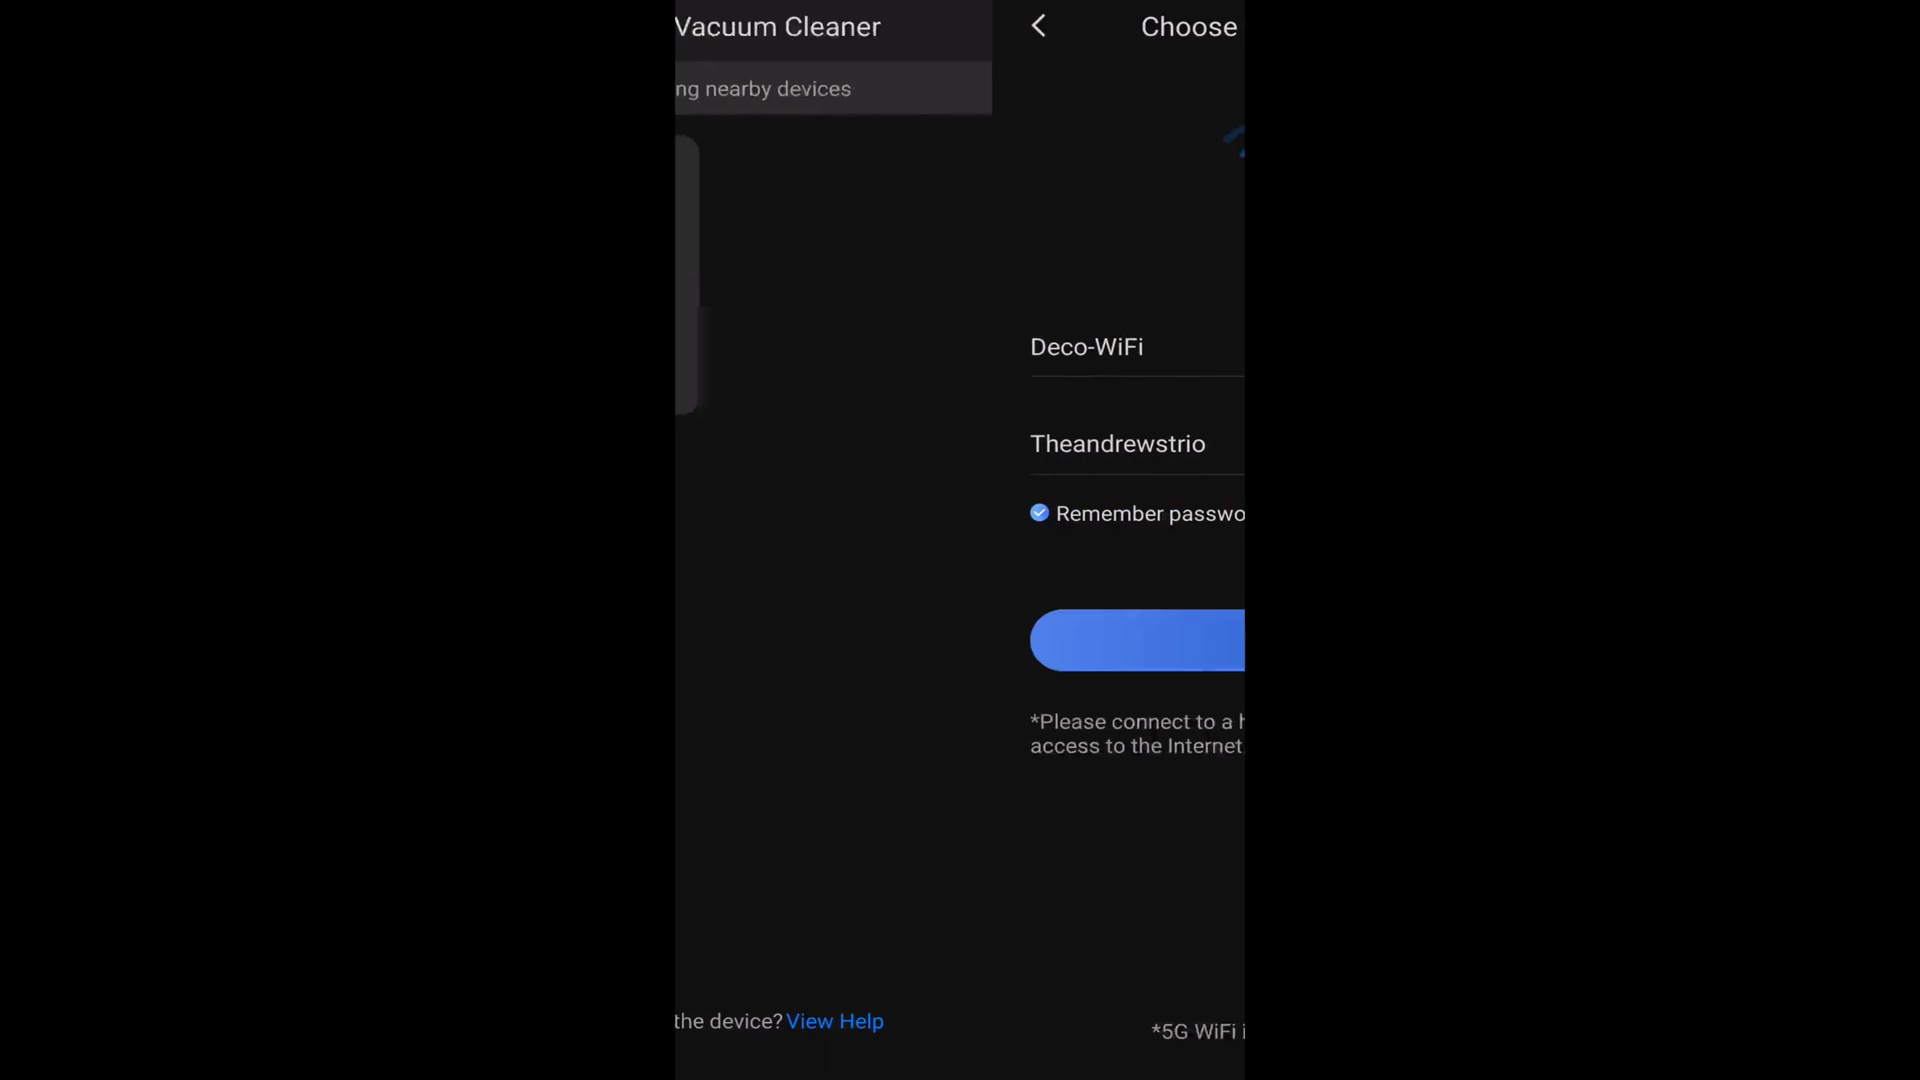 Vacuum Cleaner
ng nearby devices
the device? View Help
Choose
Deco-WiFi
Theandrewstrio
Remember passwo
*Please connect to a h
access to the Internet
*5G WiFi i